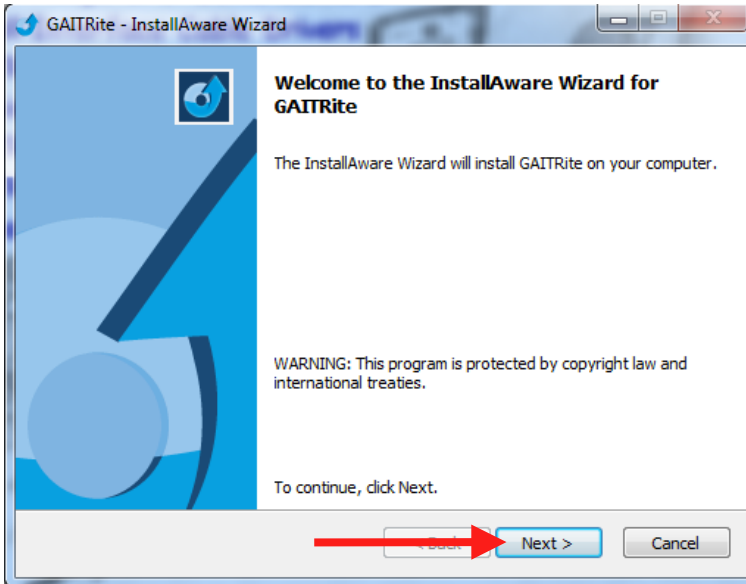 GAITRite - InstallAware Wizard
Welcome to the InstallAware Wizard for
GAITRite
The InstallAware Wizard will install GAITRite on your computer.
WARNING: This program is protected by copyright law and
international treaties.
To continue, click Next.
< Back
Next >
Cancel